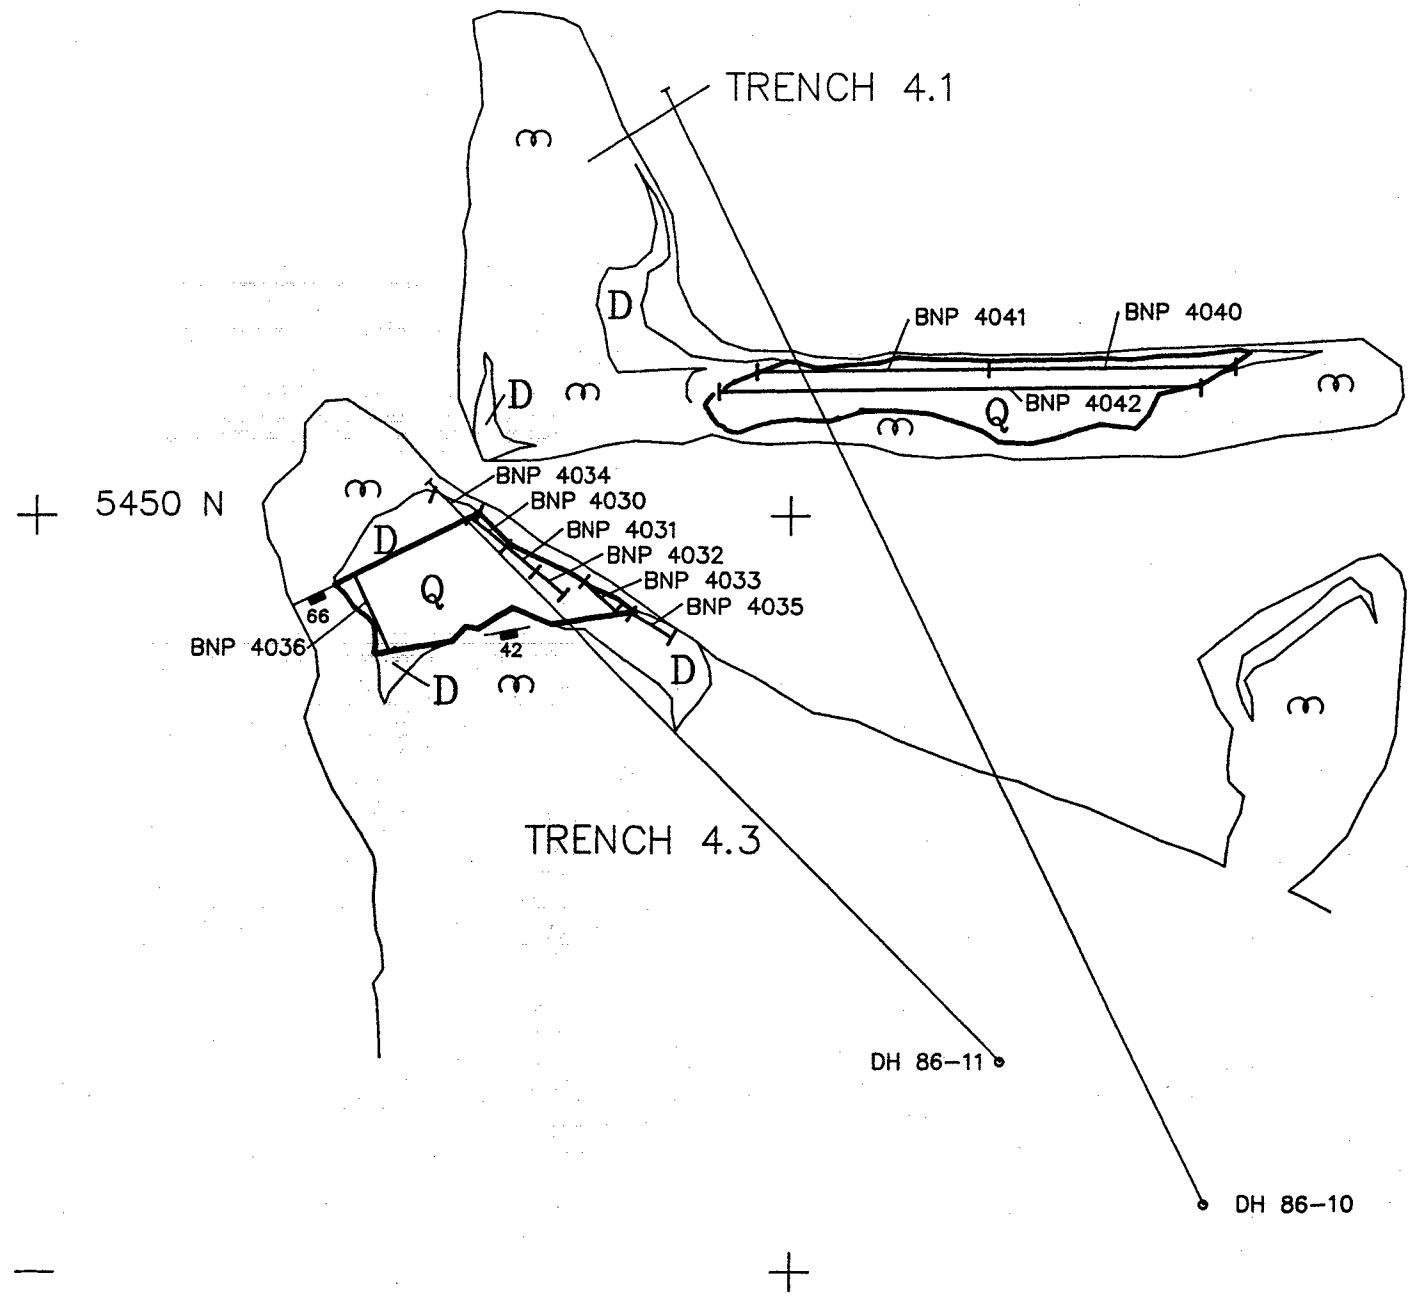 TRENCH 4.1
D
BNP 4041
BNP 4040
D
BNP 4042
Q
BNP 4034
5450 N
BNP 4030
BNP 4031
D
BNP 4032
BNP 4033
Q
BNP 4035
66
BNP 4036
42
D
D
TRENCH 4.3
DH 86-11
DH 86-10